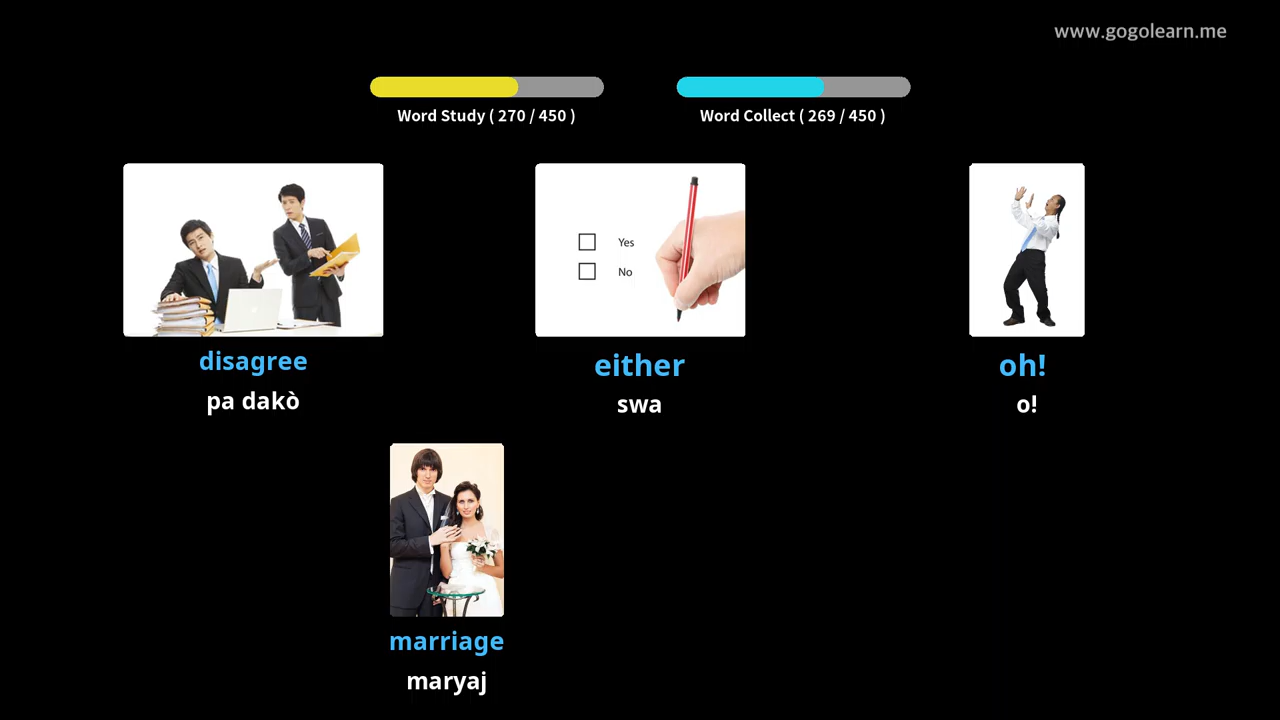 www.gogolearn.me
Word Study ( 270 / 450 )
Word Collect ( 269 / 450 )
Yes
No
disagree
pa dakò
either
swa
oh!
o!
marriage
maryaj